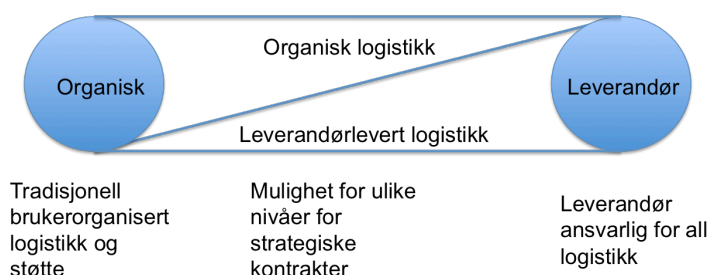 Organisk logistikk
Organisk
Leverandør
Leverandørlevert logistikk
Tradisjonell
brukerorganisert
logistikk og
støtte
Mulighet for ulike
nivåer for
strategiske
kontrakter
Leverandør
ansvarlig for all
logistikk